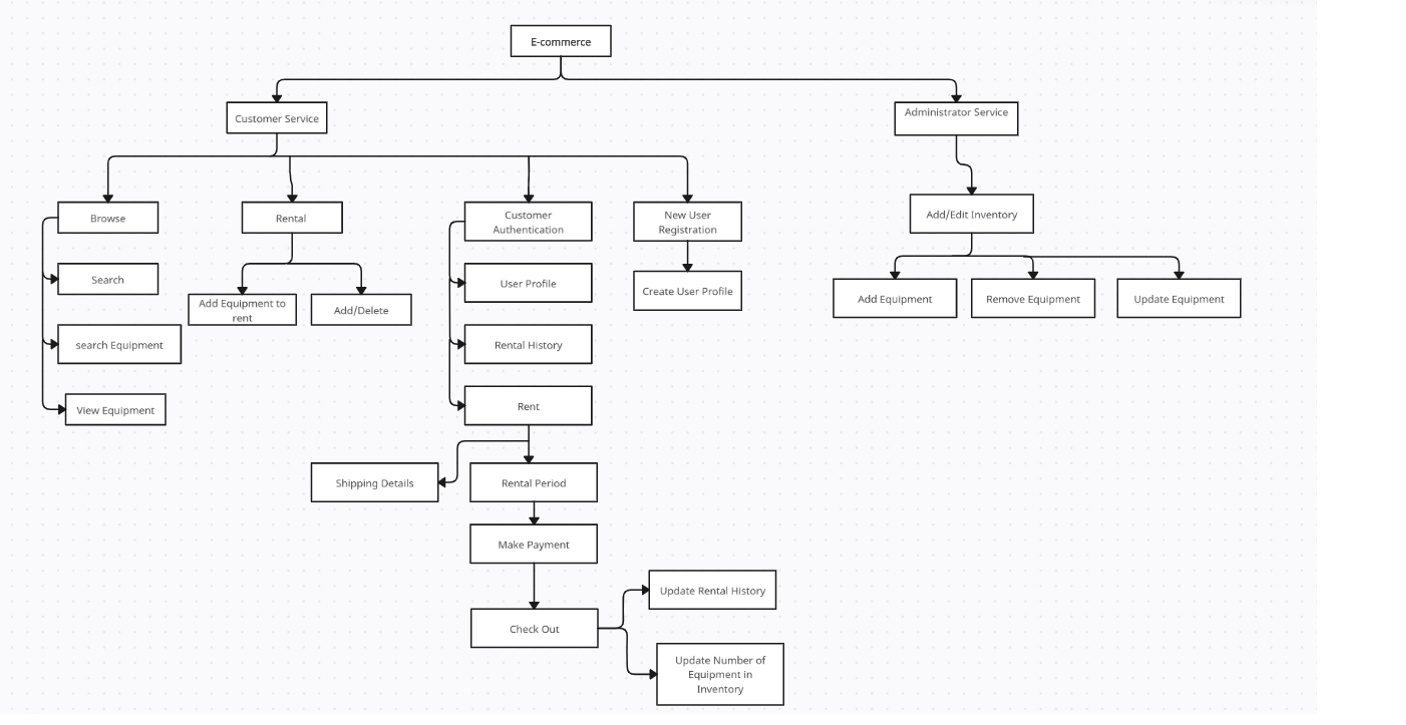 E-commerce
Customer Service
Administrator Service
Browse
Rental
Customer
Authentication
New User
Registration
Add/Edit Inventory
Search
User Profile
Create User Profile
Add Equipment
Remove Equipment
Update Equipment
Add Equipment to
rent
Add/Delete
search Equipment
Rental History
View Equipment
Rent
Shipping Details
Rental Period
Make Payment
Update Rental History
Check Out
Update Number of
Equipment in
Inventory